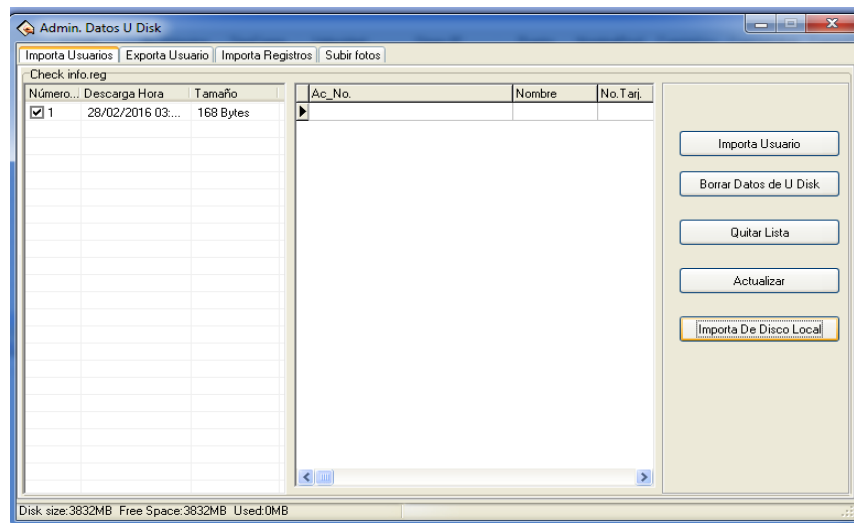 Admin. Datos U Disk
Importa Usuarios Exporta Usuario Importa Registros Subir fotos
Check info.reg
Número... Descarga Hora Tamaño Ac_No. Nombre No.Tarj.
1 28/02/2016 03:... 168 Bytes
Importa Usuario
Borrar Datos de U Disk
Quitar Lista
Actualizar
Importa De Disco Local
Disk size:3832MB Free Space:3832MB Used:0MB